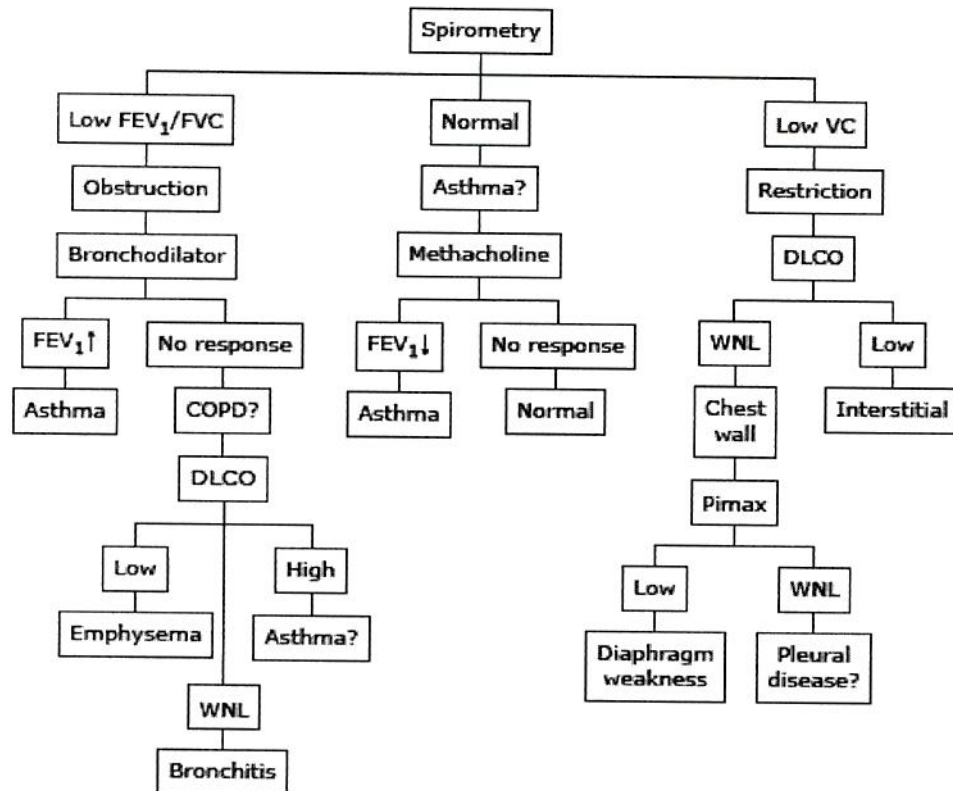 Spirometry
Low FEV₁/FVC
Normal
Low VC
Obstruction
Asthma?
Restriction
Bronchodilator
Methacholine
DLCO
FEV₁↑
No response
FEV₁↓
No response
WNL
Low
Asthma
COPD?
Asthma
Normal
Chest
wall
Interstitial
DLCO
Pimax
Low
High
Low
WNL
Emphysema
Asthma?
Diaphragm
weakness
Pleural
disease?
WNL
Bronchitis